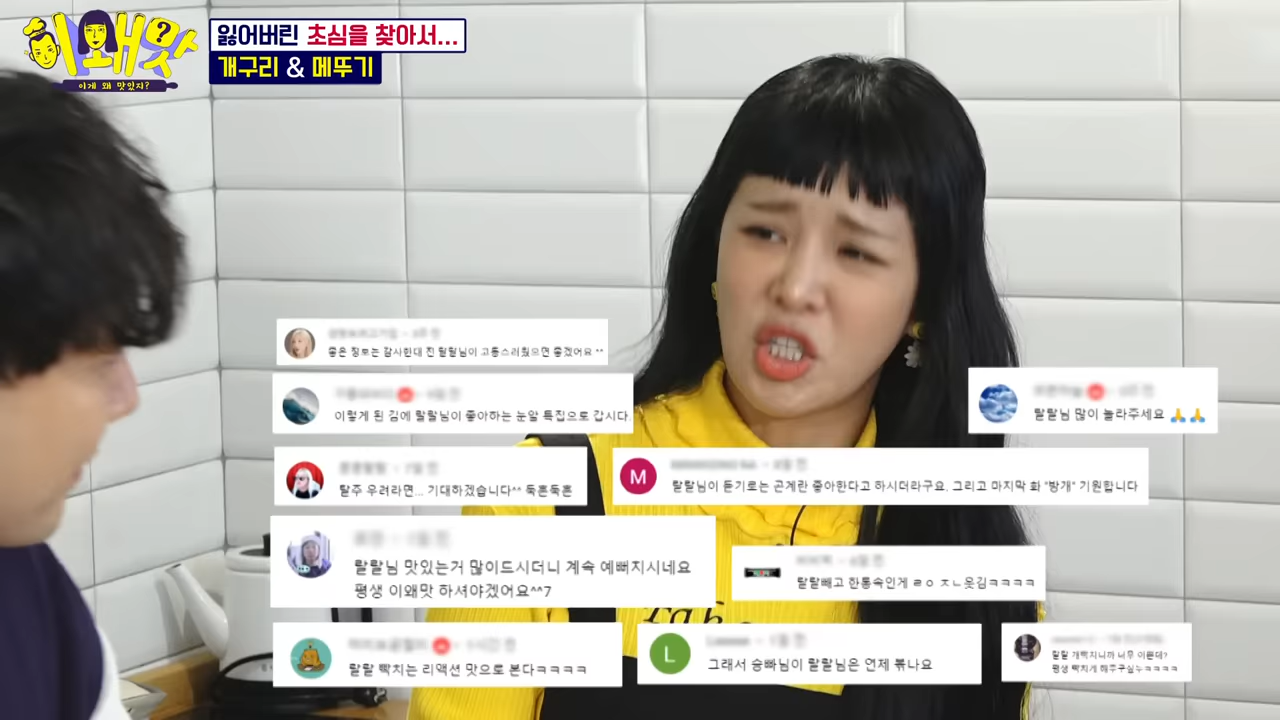 이왜맛?
이게 왜 맛있지?
잃어버린 초심을 찾아서...
개구리 & 메뚜기
좋은 정보는 감사한대 진 랄랄님이 고통스러웠으면 좋겠어요 ^^
이렇게 된 김에 랄랄님이 좋아하는 눈알 특집으로 갑시다
랄랄님 많이 놀라주세요 🙏 🙏
탈주 우려라면... 기대하겠습니다^^ 둑흔둑흔
M
랄랄님이 듣기로는 곤계란 좋아한다고 하시더라구요. 그리고 마지막 화 "방개" 기원합니다
랄랄님 맛있는거 많이드시더니 계속 예뻐지시네요
평생 이왜맛 하셔야겠어요^^7
랄랄빼고 한통속인게 ㄹㅇ ㅈㄴ웃김ㅋㅋㅋㅋ
랄랄 빡치는 리액션 맛으로 본다ㅋㅋㅋㅋ
L
그래서 승빠님이 랄랄님은 언제 볶나요
랄랄 개빡치니까 너무 이쁜데?
평생 빡치게 해주구싶누ㅋㅋㅋㅋ